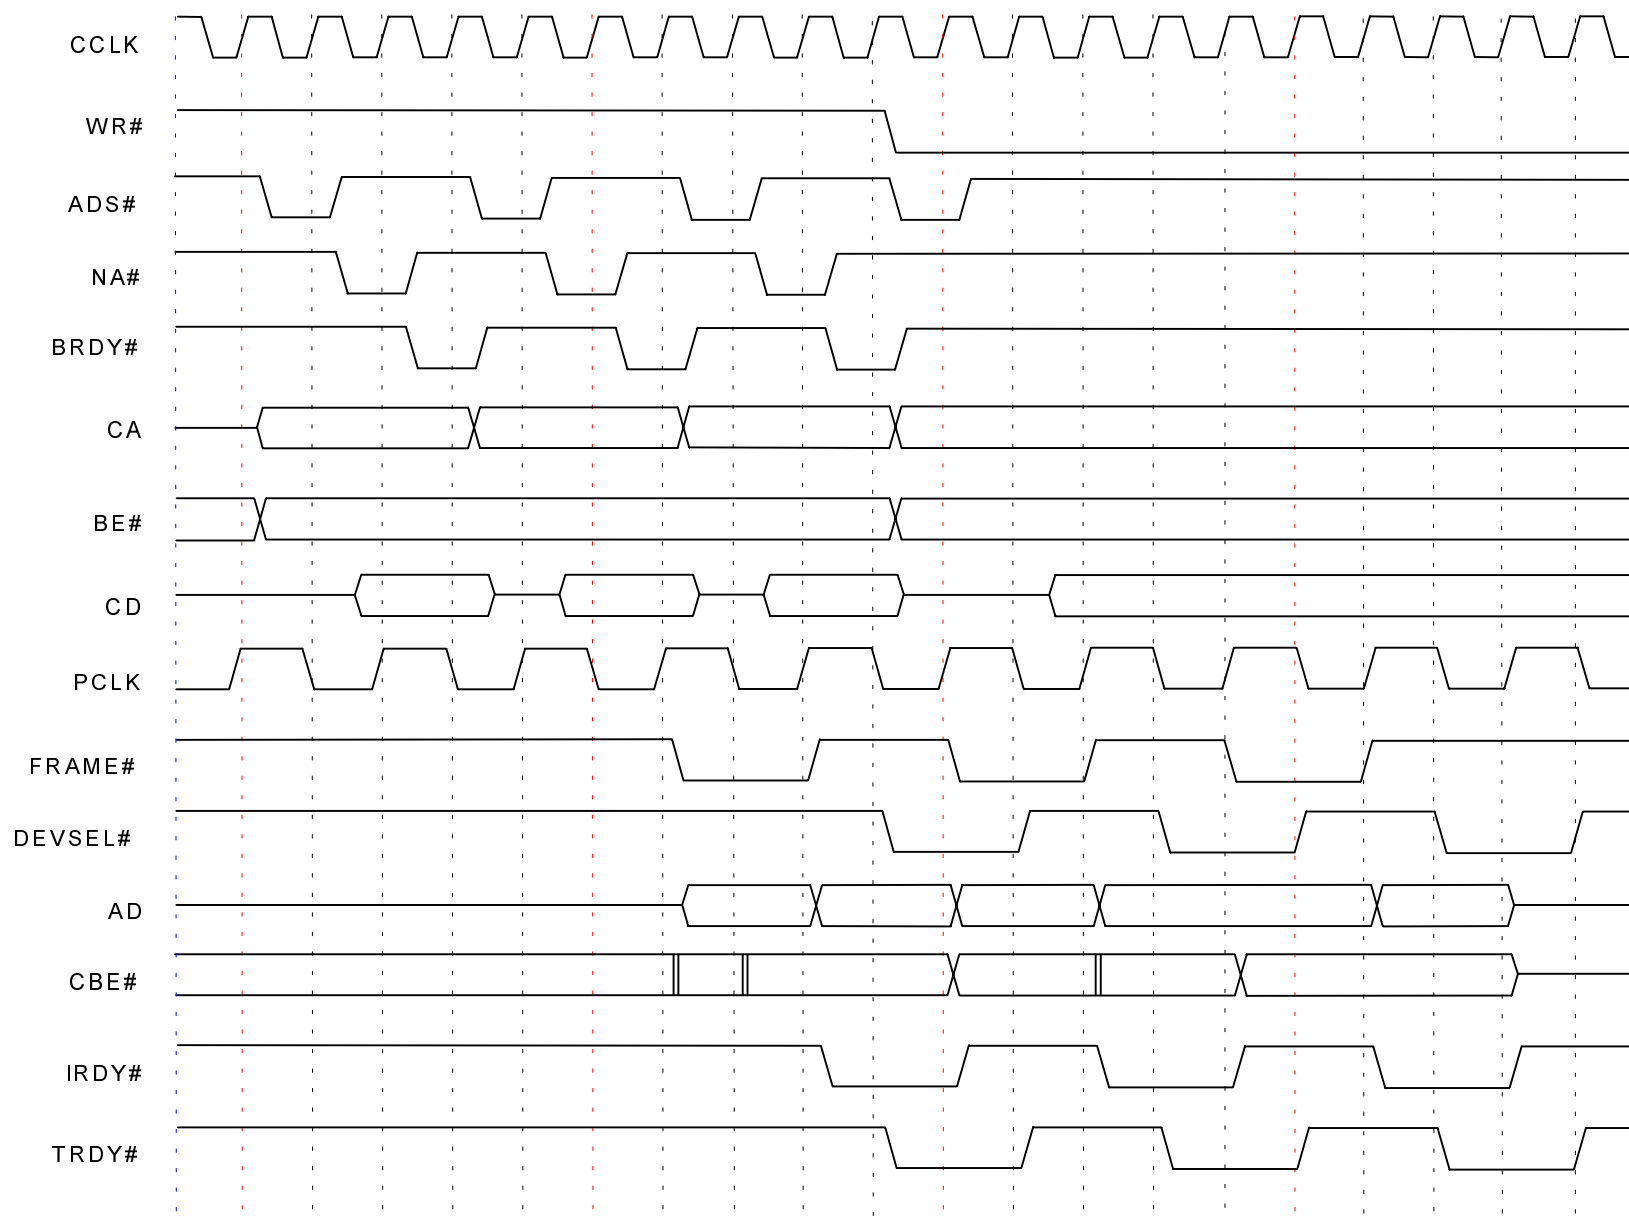 CCLK
WR#
ADS#
NA#
BRDY#
CA
BE#
CD
PCLK
FRAME#
DEVSEL#
AD
CBE#
IRDY#
TRDY#